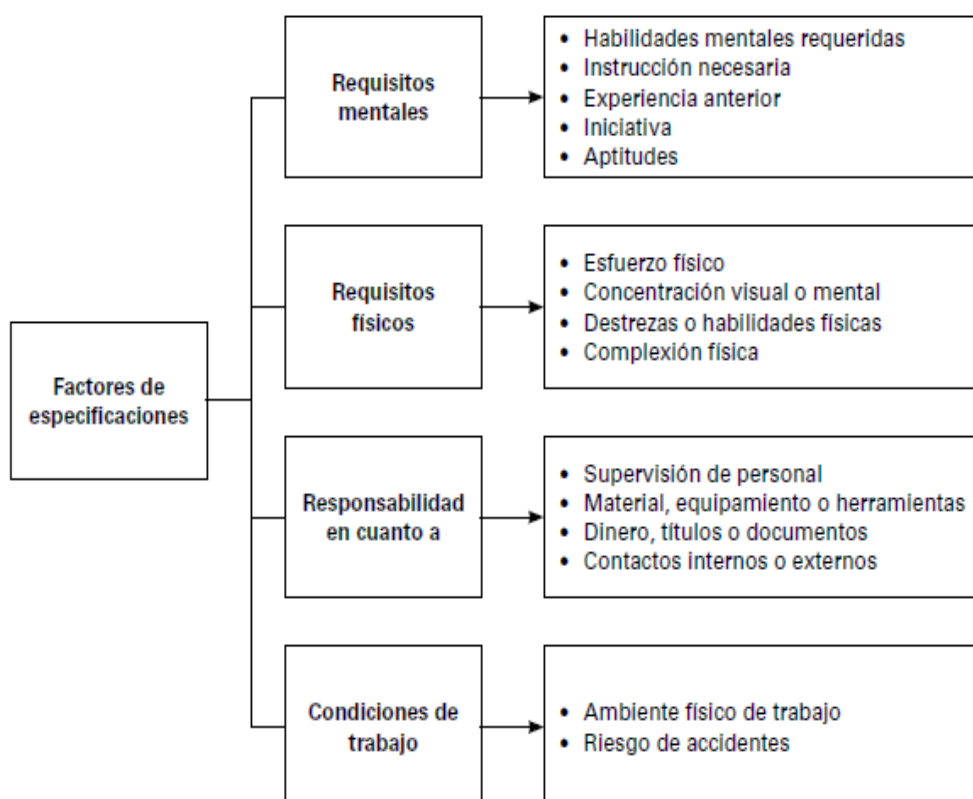 Factores de
especificaciones
Requisitos
mentales
• Habilidades mentales requeridas
• Instrucción necesaria
• Experiencia anterior
• Iniciativa
• Aptitudes
Requisitos
físicos
• Esfuerzo físico
• Concentración visual o mental
• Destrezas o habilidades físicas
• Complexión física
Responsabilidad
en cuanto a
• Supervisión de personal
• Material, equipamiento o herramientas
• Dinero, títulos o documentos
• Contactos internos o externos
Condiciones de
trabajo
• Ambiente físico de trabajo
• Riesgo de accidentes